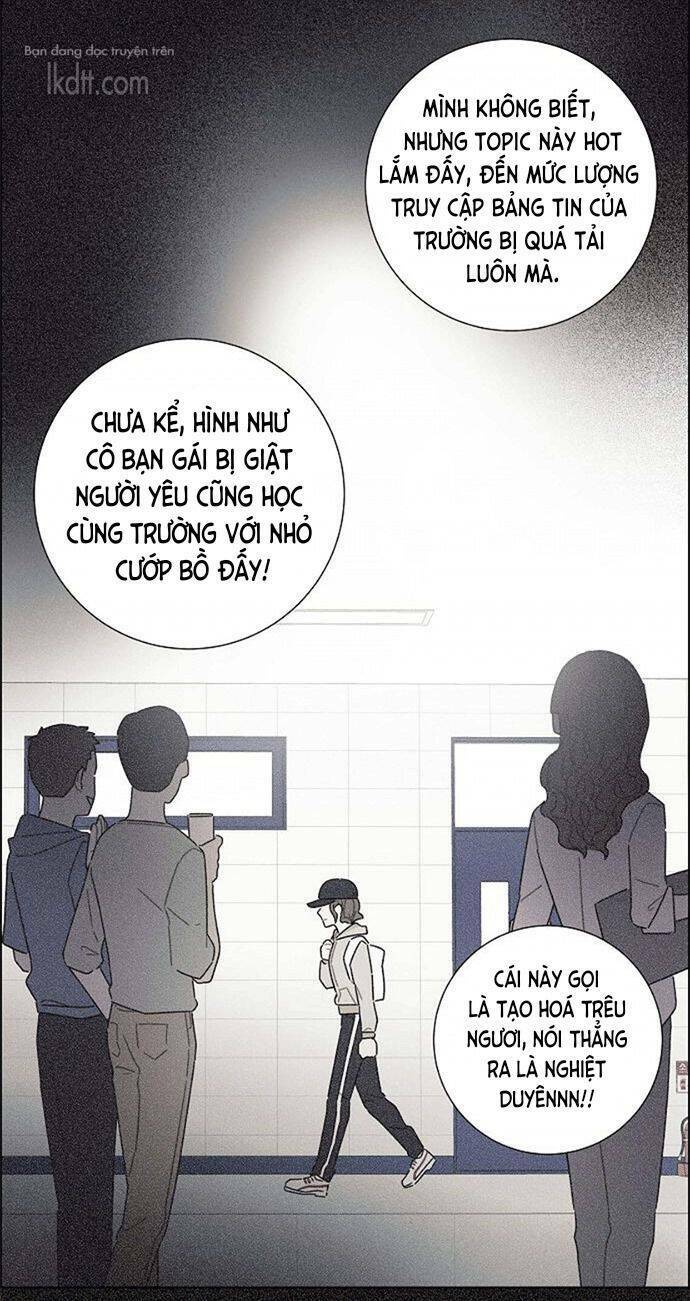 Bạn đang đọc truyện trên
lkdtt.com
MÌNH KHÔNG BIẾT,
NHƯNG TOPIC NÀY HOT
LẮM ĐẤY, ĐẾN MỨC LƯỢNG
TRUY CẬP BẢNG TIN CỦA
TRƯỜNG BỊ QUÁ TẢI
LUÔN MÀ.
CHƯA KỂ, HÌNH NHƯ
CÔ BẠN GÁI BỊ GIẬT
NGƯỜI YÊU CŨNG HỌC
CÙNG TRƯỜNG VỚI NHỎ
CƯỚP BỒ ĐẤY!
CÁI NÀY GỌI
LÀ TẠO HOÁ TRÊU
NGƯƠI, NÓI THẲNG
RA LÀ NGHIỆT
DUYÊNNN!!